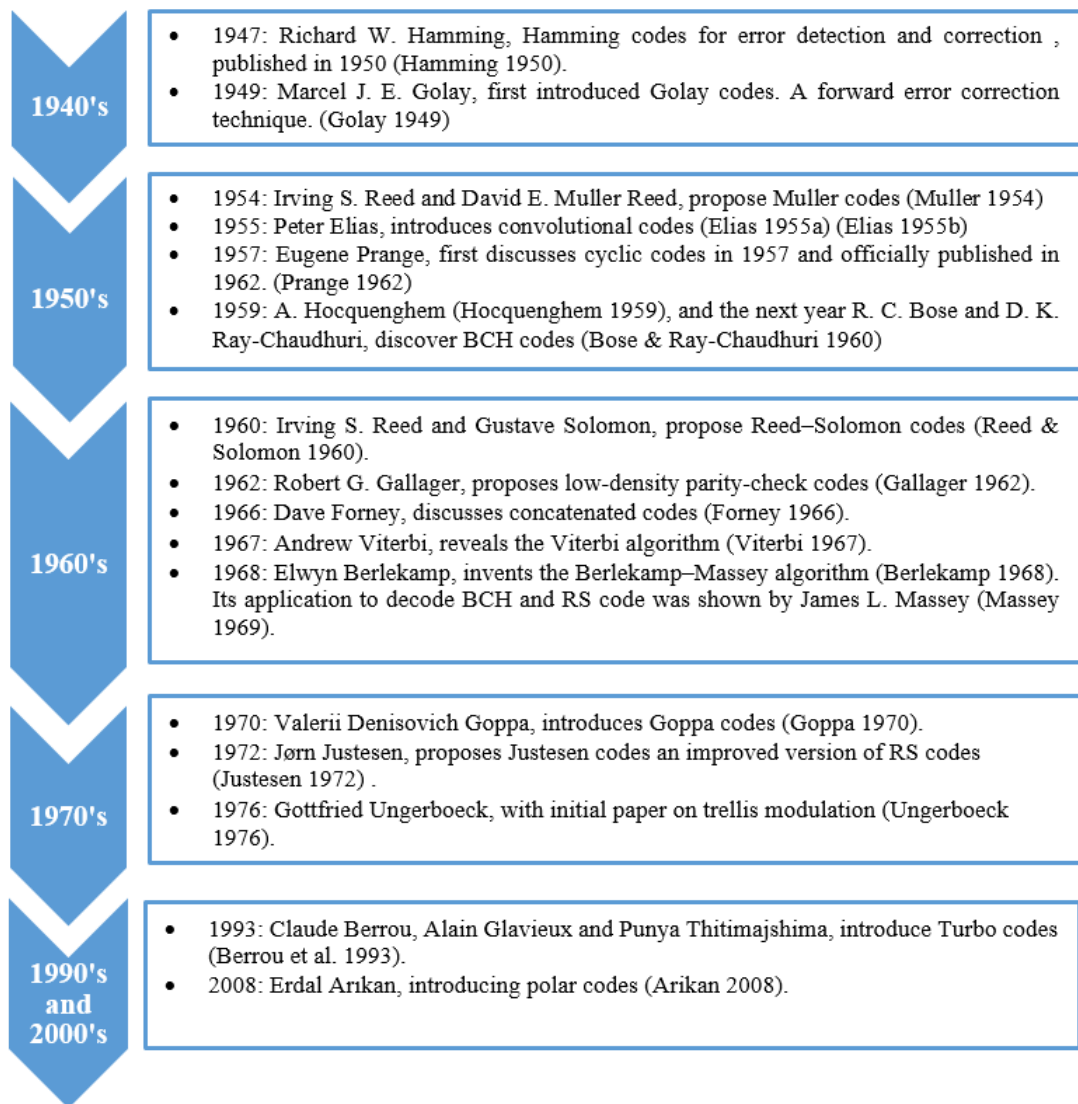 1940's
• 1947: Richard W. Hamming, Hamming codes for error detection and correction ,
published in 1950 (Hamming 1950).
• 1949: Marcel J. E. Golay, first introduced Golay codes. A forward error correction
technique. (Golay 1949)
1950's
• 1954: Irving S. Reed and David E. Muller Reed, propose Muller codes (Muller 1954)
• 1955: Peter Elias, introduces convolutional codes (Elias 1955a) (Elias 1955b)
• 1957: Eugene Prange, first discusses cyclic codes in 1957 and officially published in
1962. (Prange 1962)
• 1959: A. Hocquenghem (Hocquenghem 1959), and the next year R. C. Bose and D. K.
Ray-Chaudhuri, discover BCH codes (Bose & Ray-Chaudhuri 1960)
1960's
• 1960: Irving S. Reed and Gustave Solomon, propose Reed–Solomon codes (Reed &
Solomon 1960).
• 1962: Robert G. Gallager, proposes low-density parity-check codes (Gallager 1962).
• 1966: Dave Forney, discusses concatenated codes (Forney 1966).
• 1967: Andrew Viterbi, reveals the Viterbi algorithm (Viterbi 1967).
• 1968: Elwyn Berlekamp, invents the Berlekamp–Massey algorithm (Berlekamp 1968).
Its application to decode BCH and RS code was shown by James L. Massey (Massey
1969).
1970's
• 1970: Valerii Denisovich Goppa, introduces Goppa codes (Goppa 1970).
• 1972: Jørn Justesen, proposes Justesen codes an improved version of RS codes
(Justesen 1972) .
• 1976: Gottfried Ungerboeck, with initial paper on trellis modulation (Ungerboeck
1976).
1990's
and
2000's
• 1993: Claude Berrou, Alain Glavieux and Punya Thitimajshima, introduce Turbo codes
(Berrou et al. 1993).
• 2008: Erdal Arıkan, introducing polar codes (Arikan 2008).